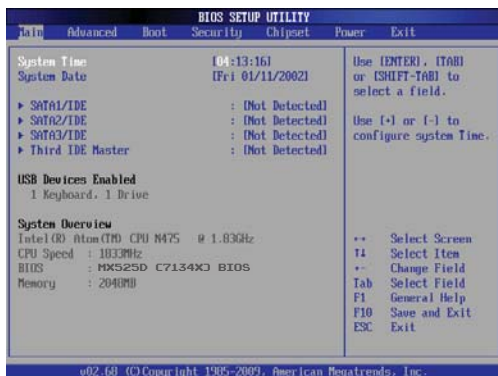 BIOS SETUP UTILITY
Main Advanced Boot Security Chipset Power Exit
System Time [04:13:16]
System Date [Fri 01/11/2002]
▶ SATA1/IDE : [Not Detected]
▶ SATA2/IDE : [Not Detected]
▶ SATA3/IDE : [Not Detected]
▶ Third IDE Master : [Not Detected]
USB Devices Enabled
1 Keyboard, 1 Drive
System Overview
Intel(R) Atom(TM) CPU N475 @ 1.83GHz
CPU Speed : 1833MHz
BIOS : MX525D C7134XJ BIOS
Memory : 2048MB
Use [ENTER], [TAB]
or [SHIFT-TAB] to
select a field.
Use [+] or [-] to
configure system Time.
↔ Select Screen
↑↓ Select Item
+- Change Field
Tab Select Field
F1 General Help
F10 Save and Exit
ESC Exit
v02.68 (C)Copyright 1985-2009, American Megatrends, Inc.